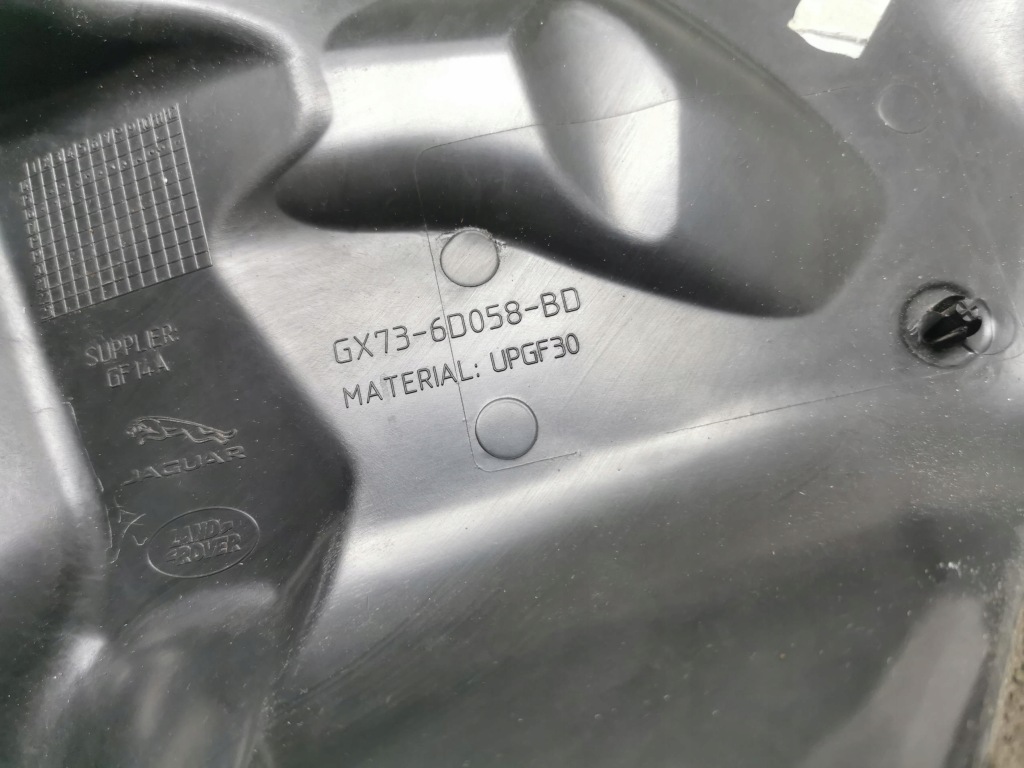 SUPPLIER:
GF14A
JAGUAR
LAND
ROVER
GX73-6D058-BD
MATERIAL: UPGF30